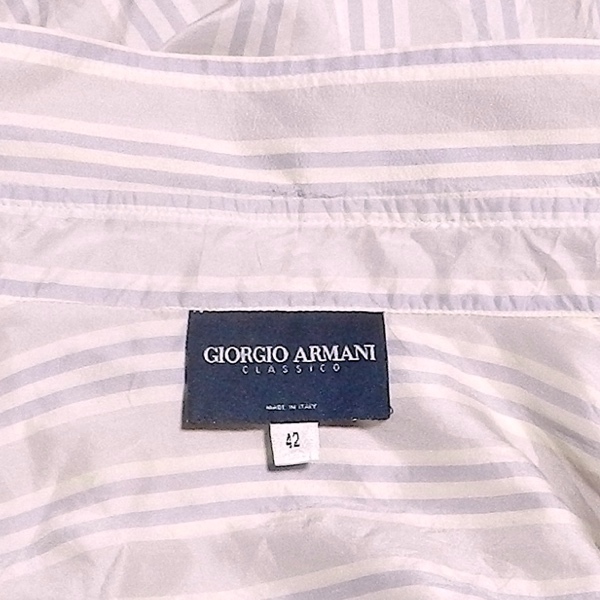 GIORGIO ARMANI
CLASSICO
MADE IN ITALY
42